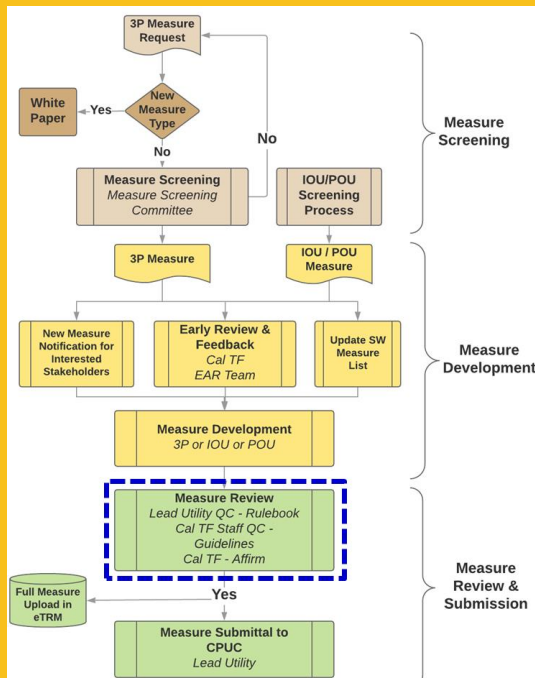 3P Measure
Request
White
Paper
Yes
New
Measure
Type
No
No
Measure
Screening
Measure Screening
Measure Screening
Committee
IOU/POU
Screening
Process
3P Measure
IOU / POU
Measure
New Measure
Notification for
Interested
Stakeholders
Early Review &
Feedback
Cal TF
EAR Team
Update SW
Measure
List
Measure
Development
Measure Development
3P or IOU or POU
Measure Review
Lead Utility QC - Rulebook
Cal TF Staff QC -
Guidelines
Cal TF - Affirm
Measure
Review &
Submission
Full Measure
Upload in
eTRM
Yes
Measure Submittal to
CPUC
Lead Utility